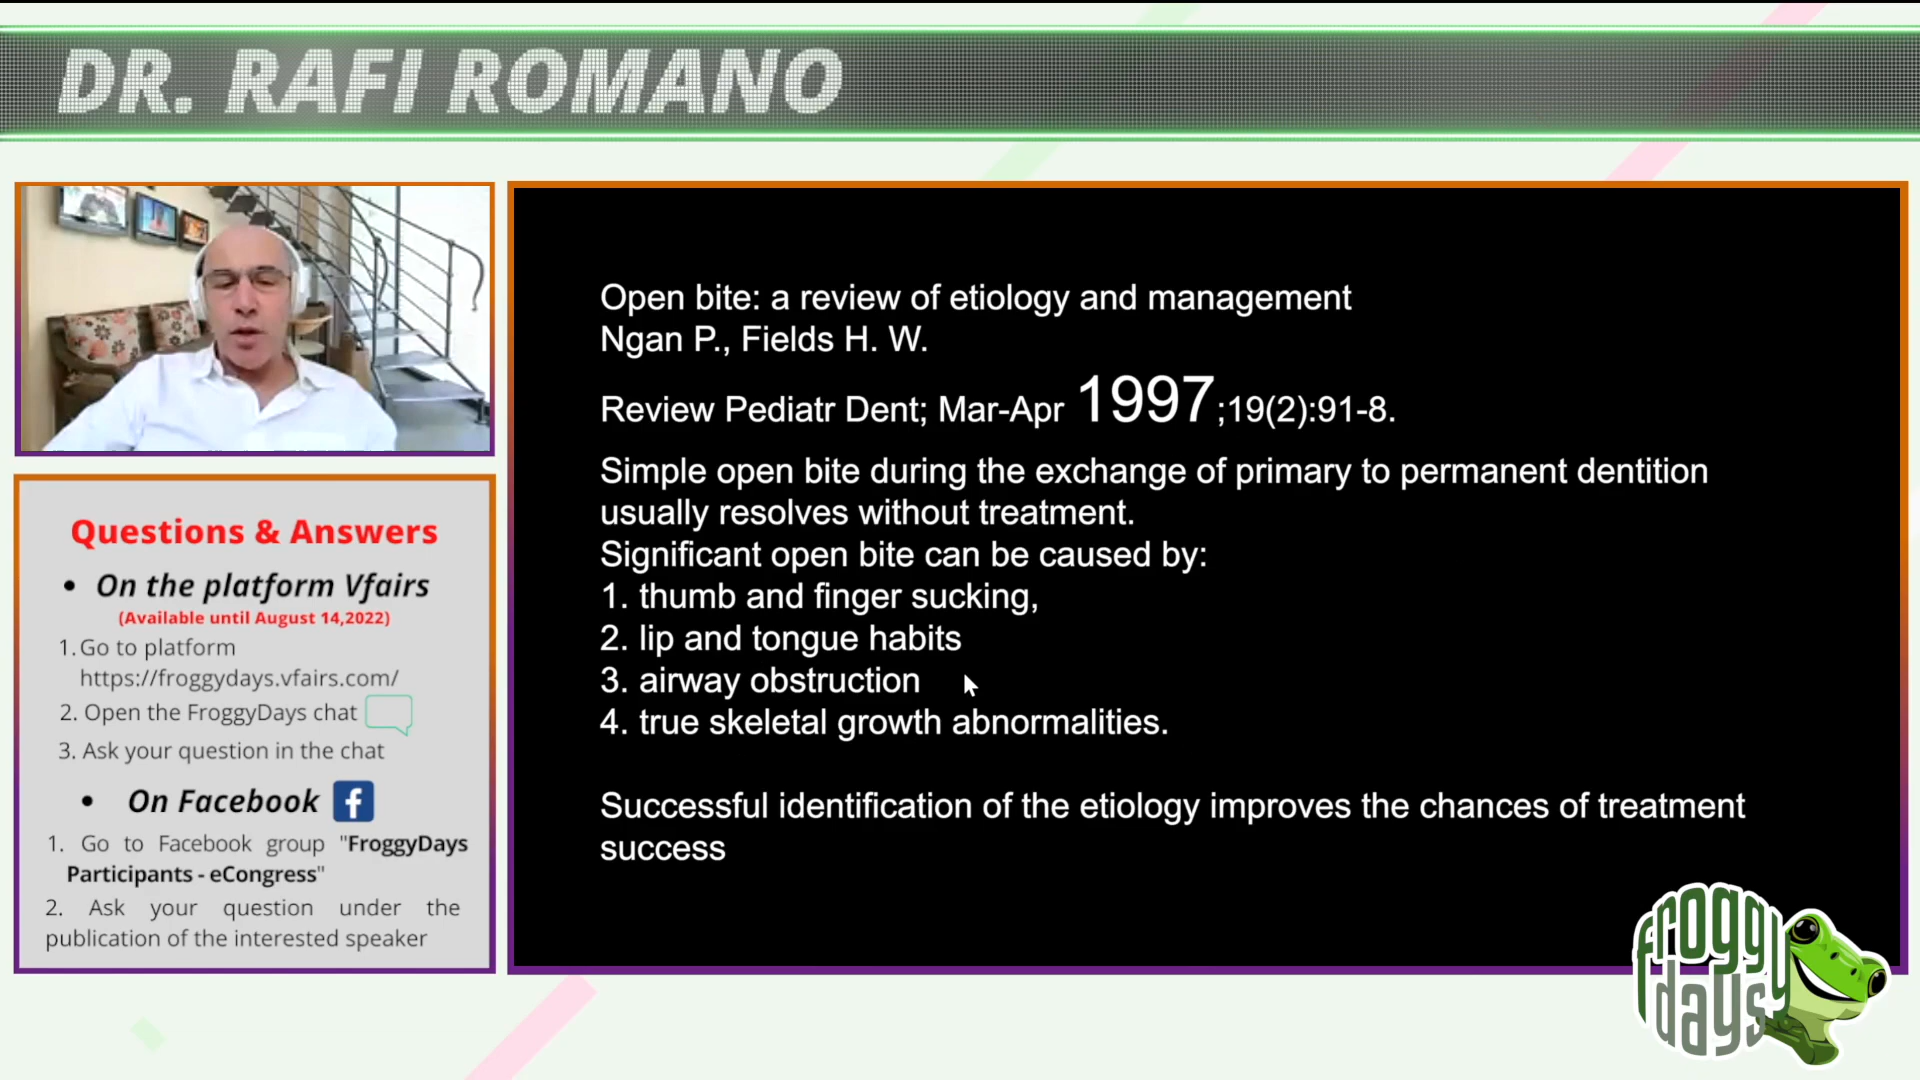 DR. RAFI ROMANO
Open bite: a review of etiology and management
Ngan P., Fields H. W.
Review Pediatr Dent; Mar-Apr 1997;19(2):91-8.
Simple open bite during the exchange of primary to permanent dentition
usually resolves without treatment.
Significant open bite can be caused by:
1. thumb and finger sucking,
2. lip and tongue habits
3. airway obstruction
4. true skeletal growth abnormalities.
Successful identification of the etiology improves the chances of treatment
success
Questions & Answers
• On the platform Vfairs
(Available until August 14,2022)
1. Go to platform
https://froggydays.vfairs.com/
2. Open the FroggyDays chat
3. Ask your question in the chat
• On Facebook f
1. Go to Facebook group "FroggyDays
Participants - eCongress"
2. Ask your question under the
publication of the interested speaker
froggy
days